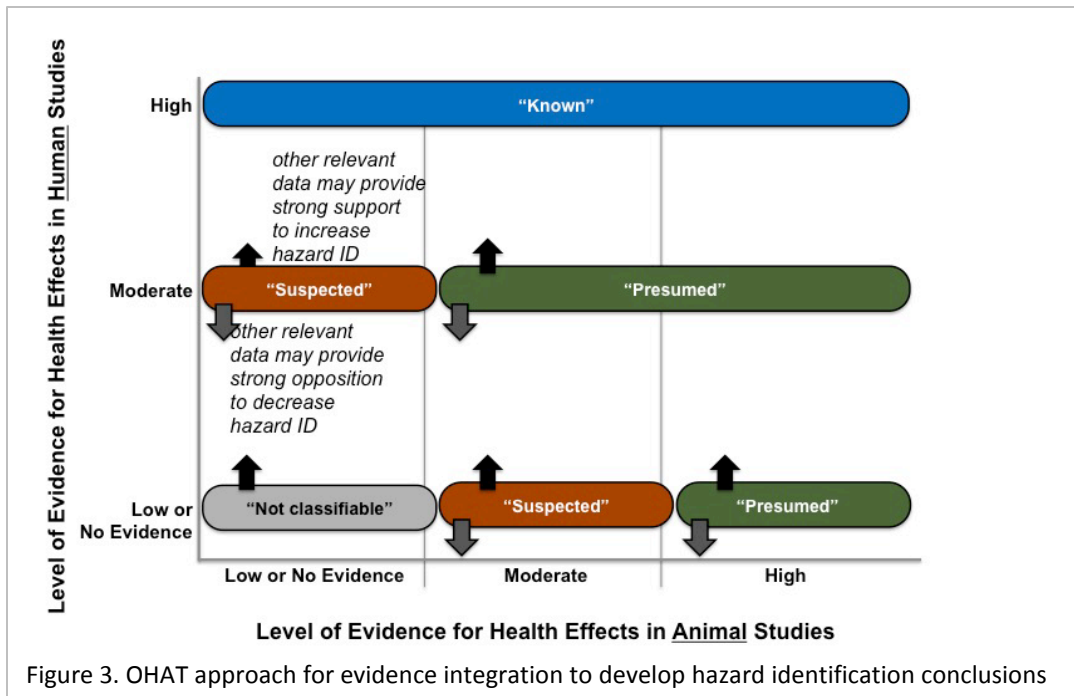 Level of Evidence for Health Effects in Human Studies
High
“Known”
other relevant
data may provide
strong support
to increase
hazard ID
Moderate
“Suspected”
“Presumed”
other relevant
data may provide
strong opposition
to decrease
hazard ID
Low or
No Evidence
“Not classifiable”
“Suspected”
“Presumed”
Low or No Evidence
Moderate
High
Level of Evidence for Health Effects in Animal Studies
Figure 3. OHAT approach for evidence integration to develop hazard identification conclusions